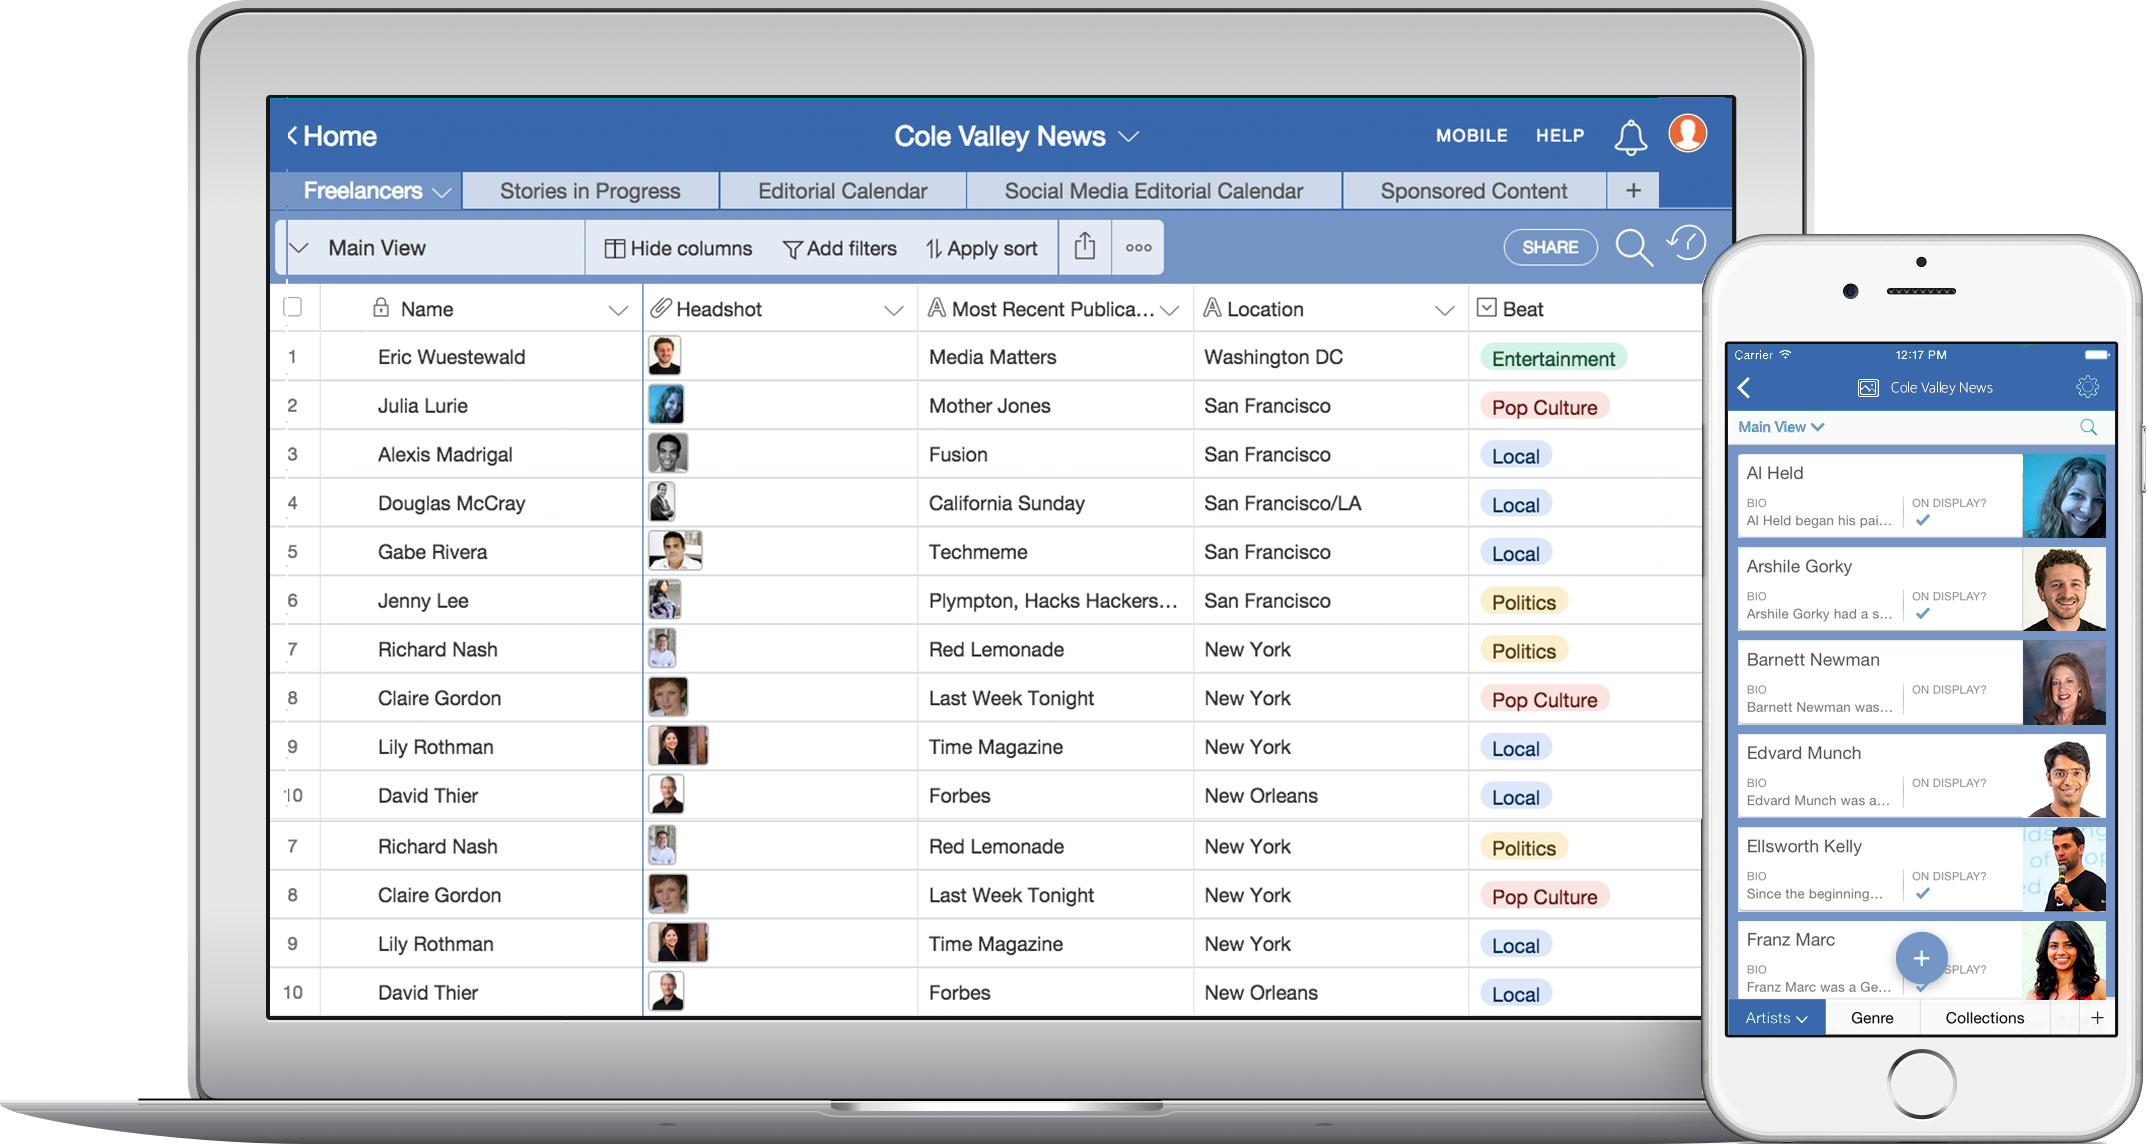 Home
Cole Valley News
MOBILE HELP
Freelancers Stories in Progress Editorial Calendar Social Media Editorial Calendar Sponsored Content +
Main View Hide columns Add filters Apply sort SHARE
Name Headshot Most Recent Publica... Location Beat
1 Eric Wuestewald Media Matters Washington DC Entertainment
2 Julia Lurie Mother Jones San Francisco Pop Culture
3 Alexis Madrigal Fusion San Francisco Local
4 Douglas McCray California Sunday San Francisco/LA Local
5 Gabe Rivera Techmeme San Francisco Local
6 Jenny Lee Plympton, Hacks Hackers... San Francisco Politics
7 Richard Nash Red Lemonade New York Politics
8 Claire Gordon Last Week Tonight New York Pop Culture
9 Lily Rothman Time Magazine New York Local
10 David Thier Forbes New Orleans Local
7 Richard Nash Red Lemonade New York Politics
8 Claire Gordon Last Week Tonight New York Pop Culture
9 Lily Rothman Time Magazine New York Local
10 David Thier Forbes New Orleans Local
Carrier 12:17 PM
Cole Valley News
Main View
Al Held
BIO ON DISPLAY?
Al Held began his pai...
Arshile Gorky
BIO ON DISPLAY?
Arshile Gorky had a s...
Barnett Newman
BIO ON DISPLAY?
Barnett Newman was...
Edvard Munch
BIO ON DISPLAY?
Edvard Munch was a...
Ellsworth Kelly
BIO ON DISPLAY?
Since the beginning...
Franz Marc
BIO SPLAY?
Franz Marc was a Ge...
+
Artists Genre Collections +